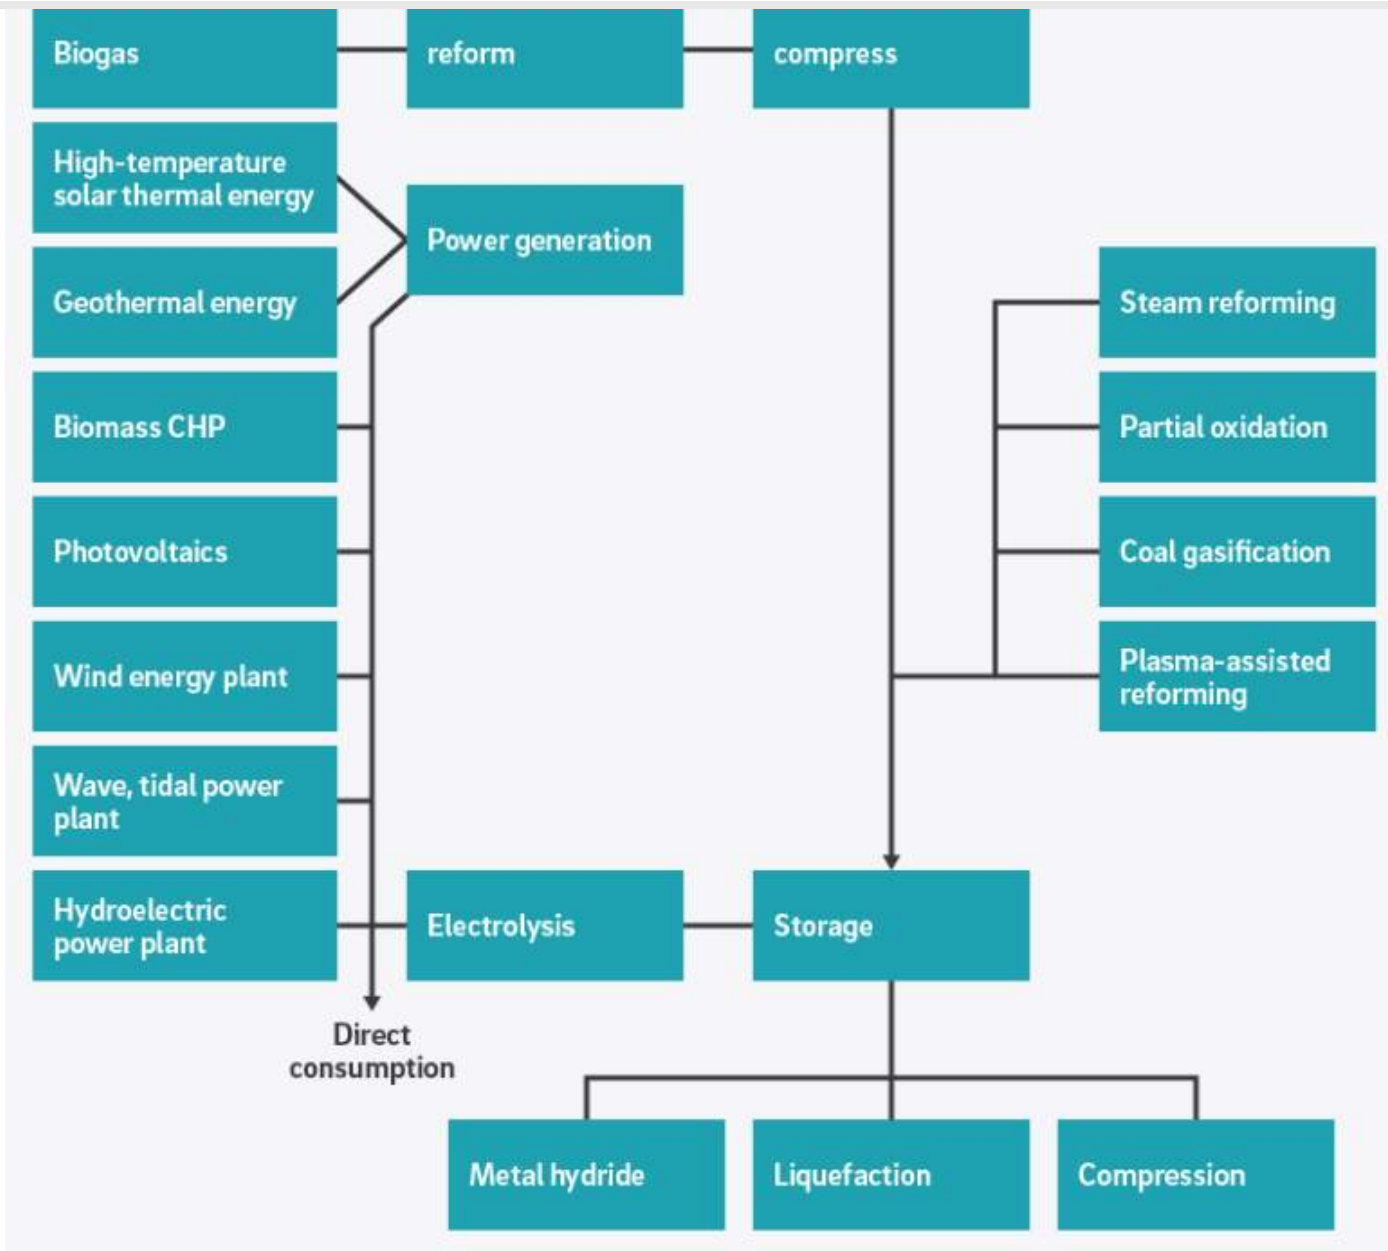 Biogas
reform
compress
High-temperature
solar thermal energy
Power generation
Geothermal energy
Steam reforming
Biomass CHP
Partial oxidation
Photovoltaics
Coal gasification
Wind energy plant
Plasma-assisted
reforming
Wave, tidal power
plant
Hydroelectric
power plant
Electrolysis
Storage
Direct
consumption
Metal hydride
Liquefaction
Compression